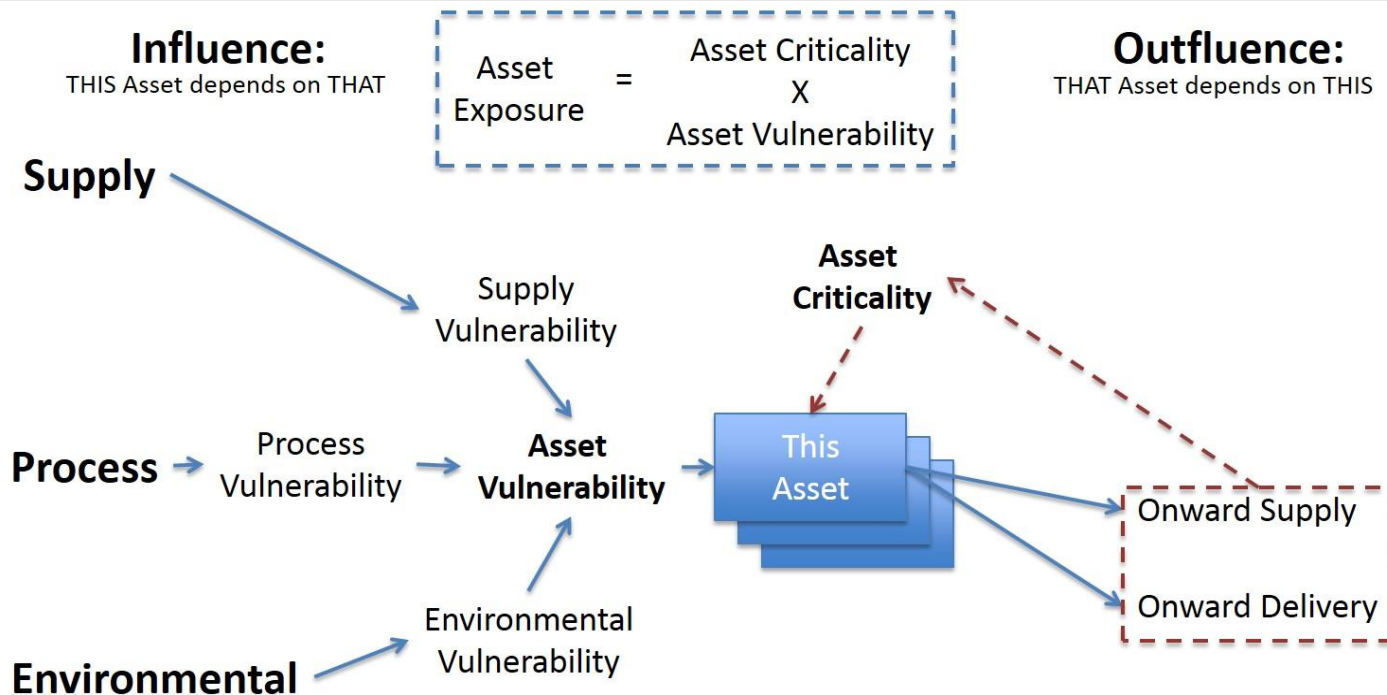 Influence:
THIS Asset depends on THAT
Asset
Exposure
=
Asset Criticality
X
Asset Vulnerability
Outfluence:
THAT Asset depends on THIS
Supply
Supply
Vulnerability
Asset
Criticality
Process
Process
Vulnerability
Asset
Vulnerability
This
Asset
Onward Supply
Onward Delivery
Environmental
Vulnerability
Environmental